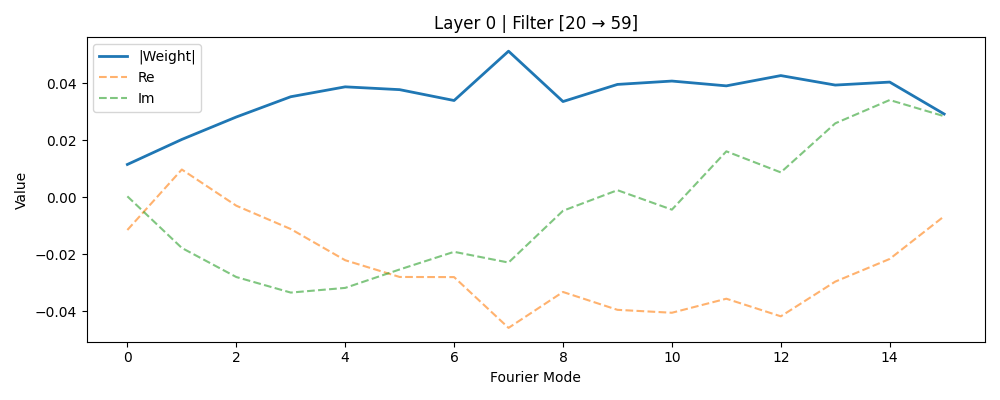 Layer 0 | Filter [20 → 59]
|Weight|
Re
Im
Value
0.04
0.02
0.00
−0.02
−0.04
0 2 4 6 8 10 12 14
Fourier Mode